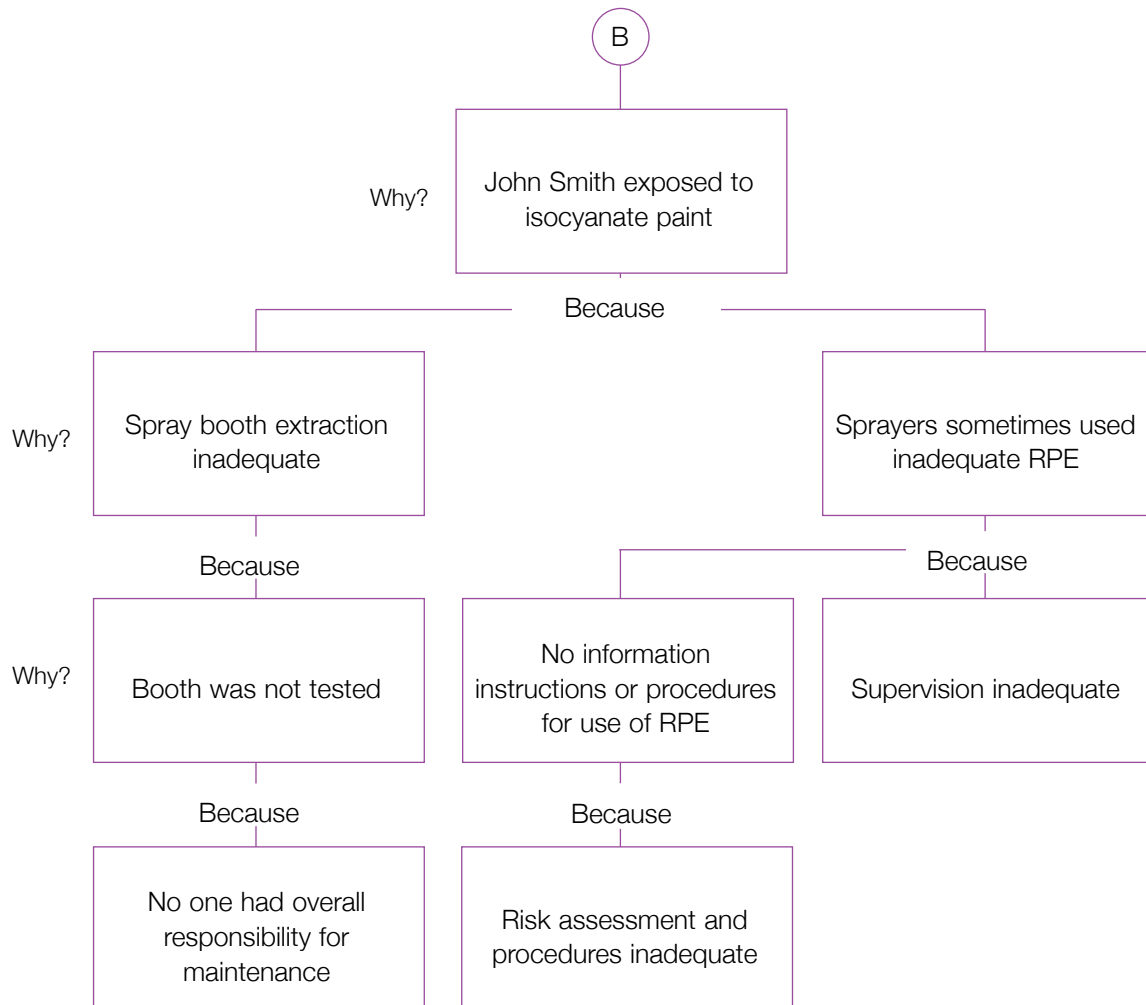 B
Why?
John Smith exposed to
isocyanate paint
Because
Why?
Spray booth extraction
inadequate
Sprayers sometimes used
inadequate RPE
Because
Because
Why?
Booth was not tested
No information
instructions or procedures
for use of RPE
Supervision inadequate
Because
Because
No one had overall
responsibility for
maintenance
Risk assessment and
procedures inadequate